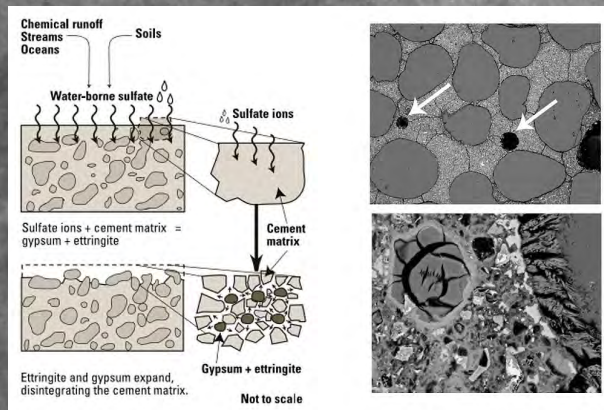 Chemical runoff
Streams
Oceans
Soils
Water-borne sulfate
Sulfate ions
Sulfate ions + cement matrix =
gypsum + ettringite
Cement
matrix
Gypsum + ettringite
Ettringite and gypsum expand,
disintegrating the cement matrix.
Not to scale